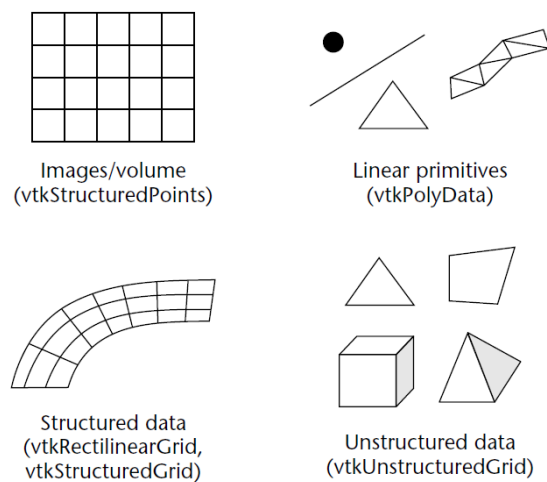 Images/volume
(vtkStructuredPoints)
Linear primitives
(vtkPolyData)
Structured data
(vtkRectilinearGrid,
vtkStructuredGrid)
Unstructured data
(vtkUnstructuredGrid)